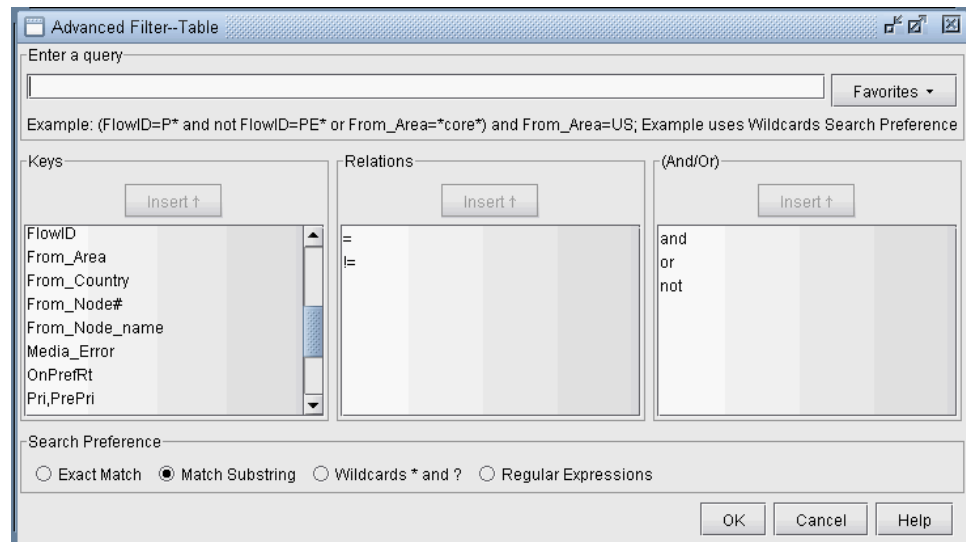 Advanced Filter--Table
Enter a query
Favorites
Example: (FlowID=P* and not FlowID=PE* or From_Area=*core*) and From_Area=US; Example uses Wildcards Search Preference
Keys
Relations
(And/Or)
Insert ↑
Insert ↑
Insert ↑
FlowID
From_Area
From_Country
From_Node#
From_Node_name
Media_Error
OnPrefRt
Pri,PrePri
=
!=
and
or
not
Search Preference
Exact Match
Match Substring
Wildcards * and ?
Regular Expressions
OK
Cancel
Help